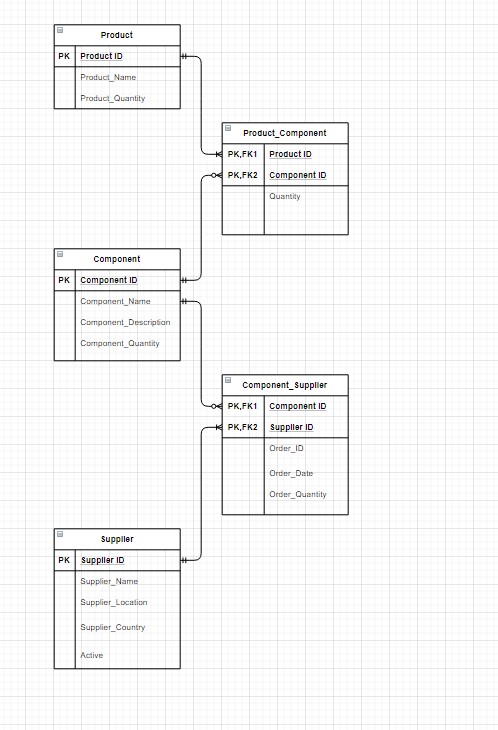 Product
PK Product ID
Product_Name
Product_Quantity
Product_Component
PK,FK1 Product ID
PK,FK2 Component ID
Quantity
Component
PK Component ID
Component_Name
Component_Description
Component_Quantity
Component_Supplier
PK,FK1 Component ID
PK,FK2 Supplier ID
Order_ID
Order_Date
Order_Quantity
Supplier
PK Supplier ID
Supplier_Name
Supplier_Location
Supplier_Country
Active